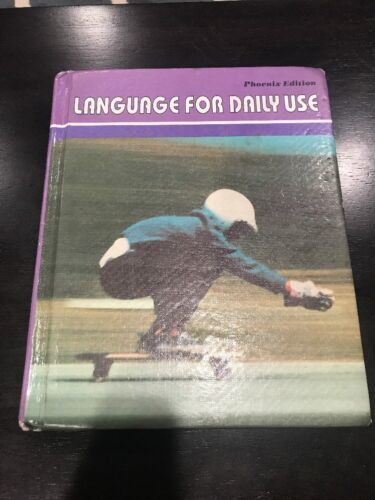 Phoenix Edition
LANGUAGE FOR DAILY USE